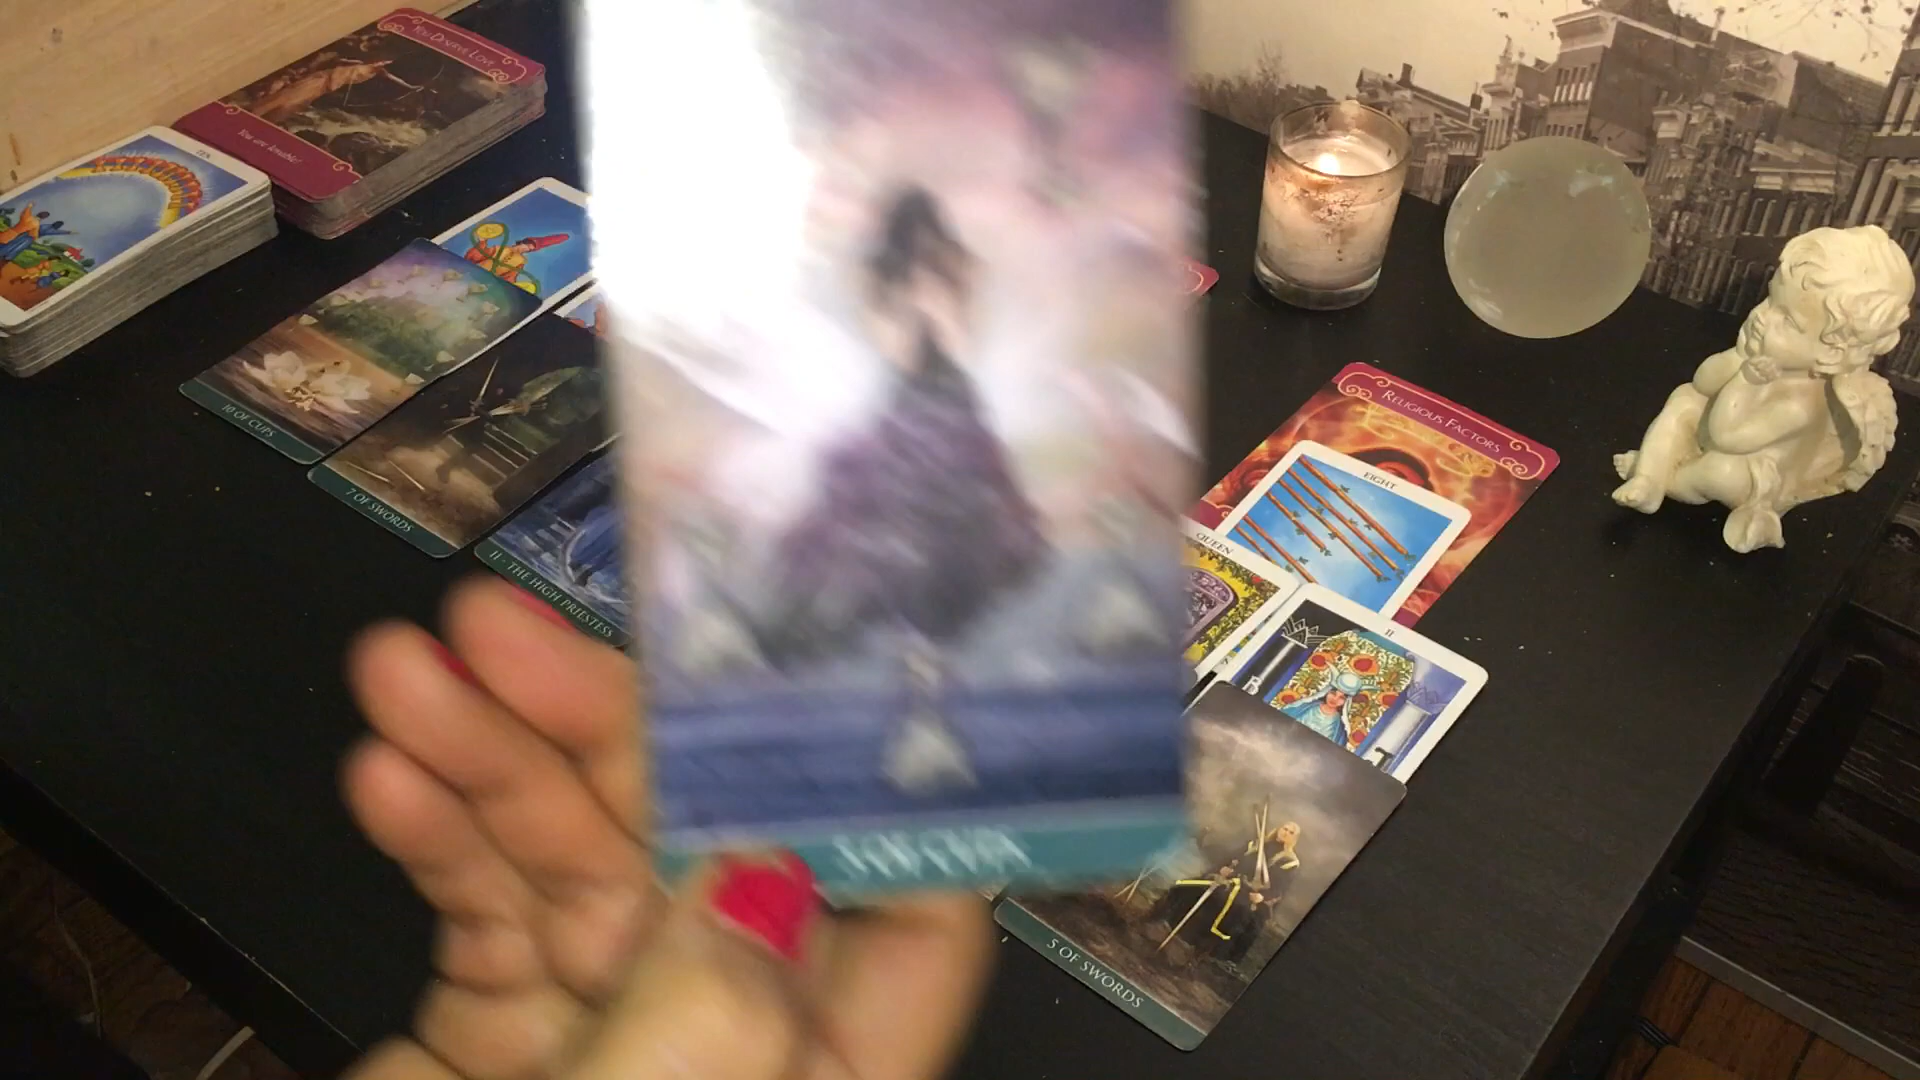 YOU DESERVE LOVE
You are lovable!
TEN
10 OF CUPS
7 OF SWORDS
II - THE HIGH PRIESTESS
RELIGIOUS FACTORS
EIGHT
QUEEN
II
B
5 OF SWORDS